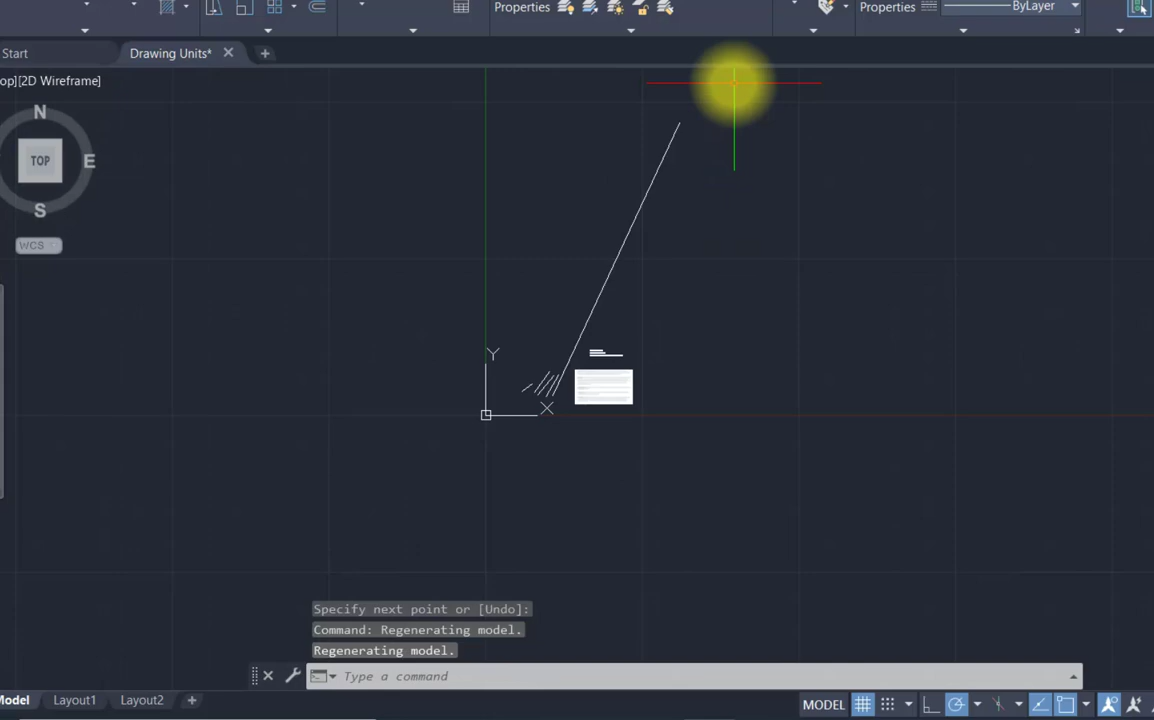 Properties
Properties
ByLayer
Start
Drawing Units*
op][2D Wireframe]
N
TOP
E
S
WCS
Y
X
Specify next point or [Undo]:
Command: Regenerating model.
Regenerating model.
Type a command
Model
Layout1
Layout2
MODEL